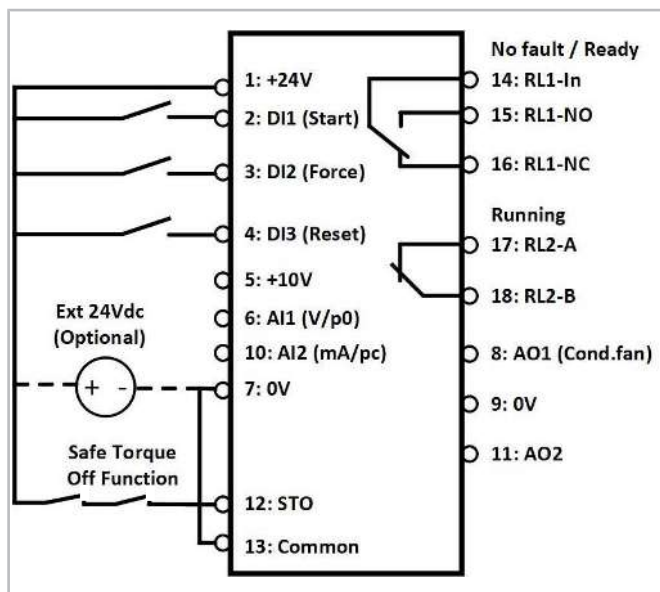 No fault / Ready
1: +24V
14: RL1-In
2: DI1 (Start)
15: RL1-NO
3: DI2 (Force)
16: RL1-NC
Running
4: DI3 (Reset)
17: RL2-A
5: +10V
18: RL2-B
Ext 24Vdc
(Optional)
6: AI1 (V/p0)
10: AI2 (mA/pc)
8: AO1 (Cond.fan)
+ -
7: 0V
9: 0V
Safe Torque
Off Function
11: AO2
12: STO
13: Common